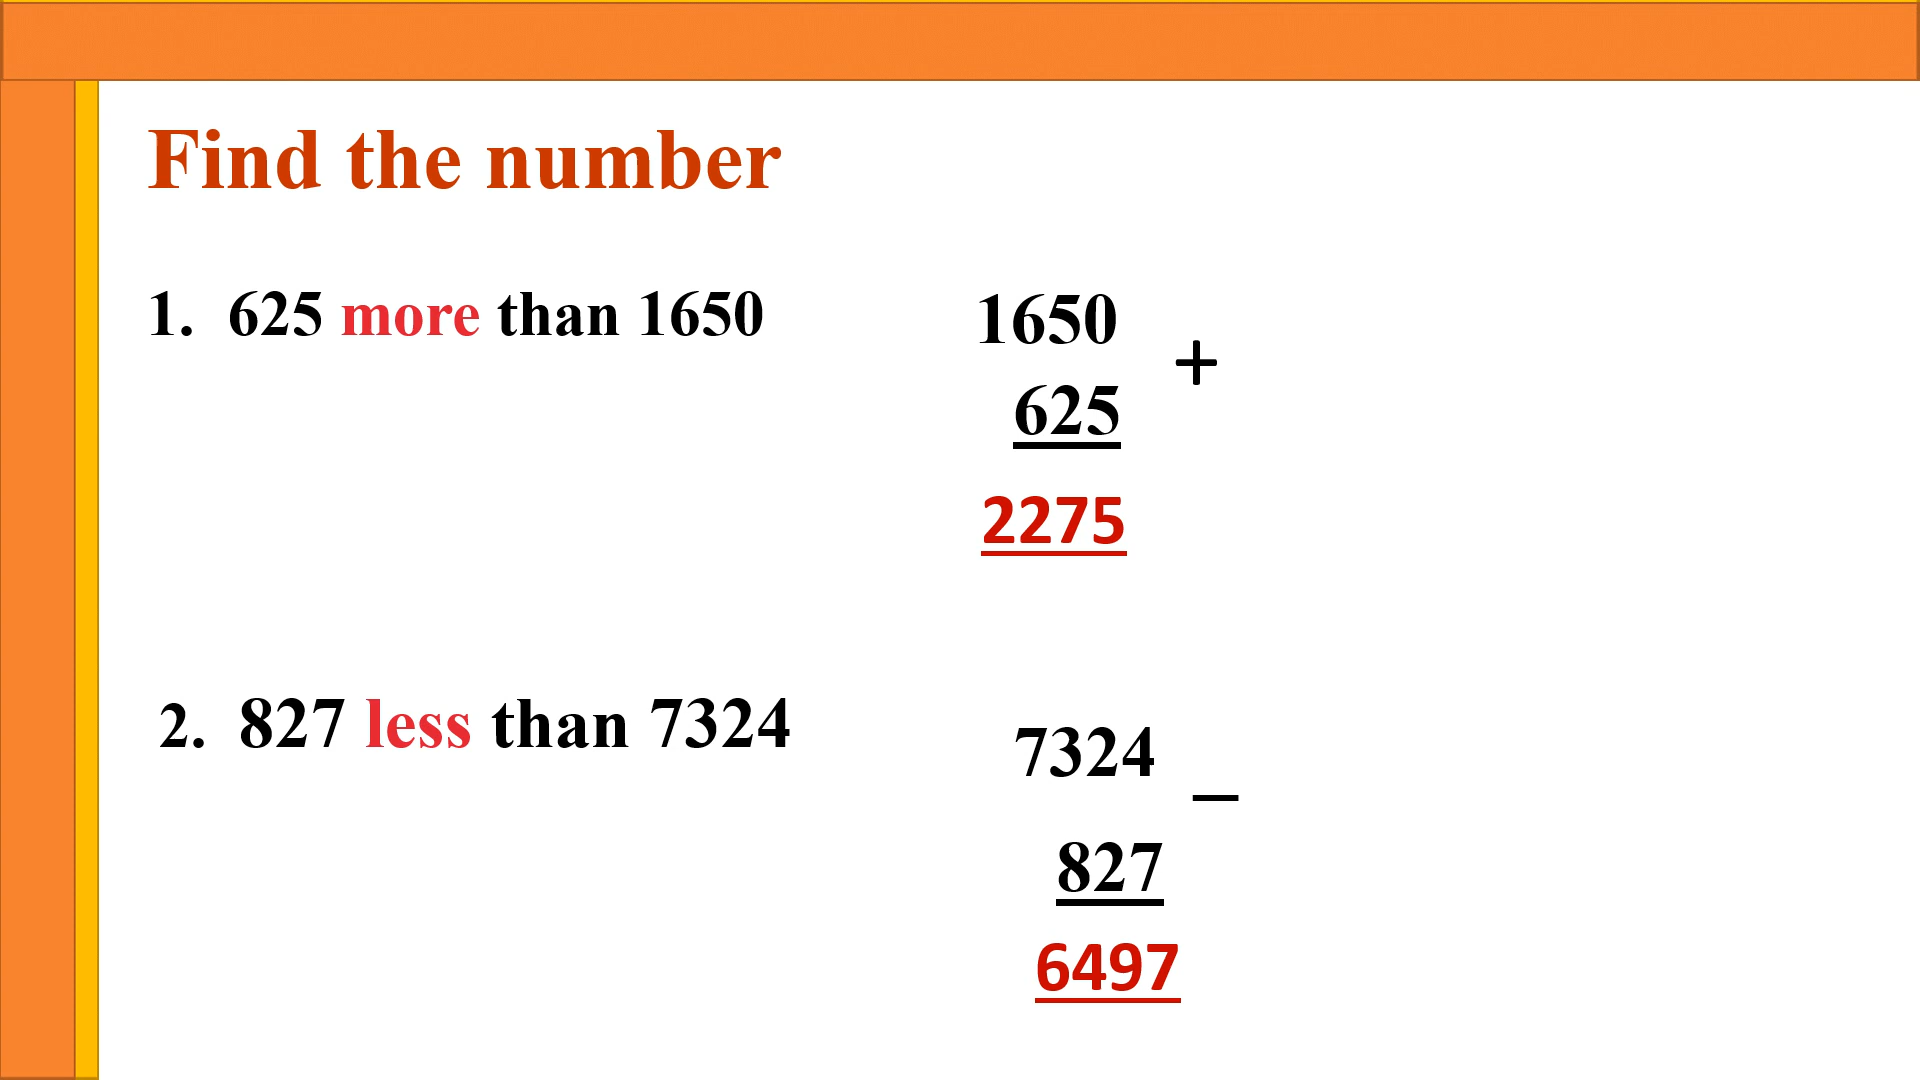 Find the number
1. 625 more than 1650
1650
+
625
2275
2. 827 less than 7324
7324
–
827
6497